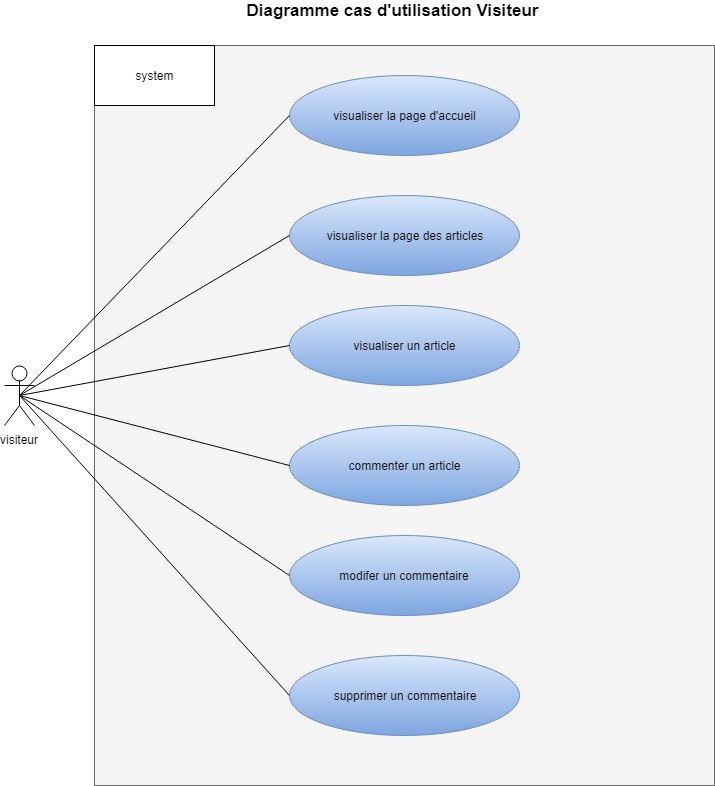 Diagramme cas d'utilisation Visiteur
system
visualiser la page d'accueil
visualiser la page des articles
visualiser un article
visiteur
commenter un article
modifer un commentaire
supprimer un commentaire